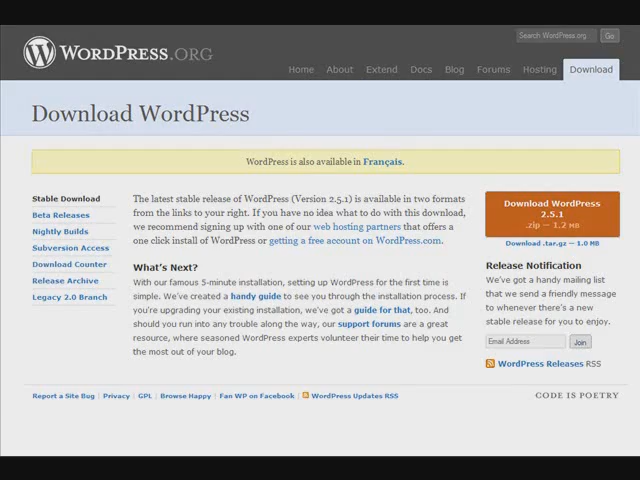 WORDPRESS.ORG
Search WordPress.org Go
Home About Extend Docs Blog Forums Hosting Download
Download WordPress
WordPress is also available in Français.
Stable Download
Beta Releases
Nightly Builds
Subversion Access
Download Counter
Release Archive
Legacy 2.0 Branch
The latest stable release of WordPress (Version 2.5.1) is available in two formats
from the links to your right. If you have no idea what to do with this download,
we recommend signing up with one of our web hosting partners that offers a
one click install of WordPress or getting a free account on WordPress.com.
What's Next?
With our famous 5-minute installation, setting up WordPress for the first time is
simple. We've created a handy guide to see you through the installation process. If
you're upgrading your existing installation, we've got a guide for that, too. And
should you run into any trouble along the way, our support forums are a great
resource, where seasoned WordPress experts volunteer their time to help you get
the most out of your blog.
Download WordPress
2.5.1
.zip — 1.2 MB
Download .tar.gz — 1.0 MB
Release Notification
We've got a handy mailing list
that we send a friendly message
to whenever there's a new
stable release for you to enjoy.
Email Address Join
WordPress Releases RSS
Report a Site Bug | Privacy | GPL | Browse Happy | Fan WP on Facebook | WordPress Updates RSS
CODE IS POETRY